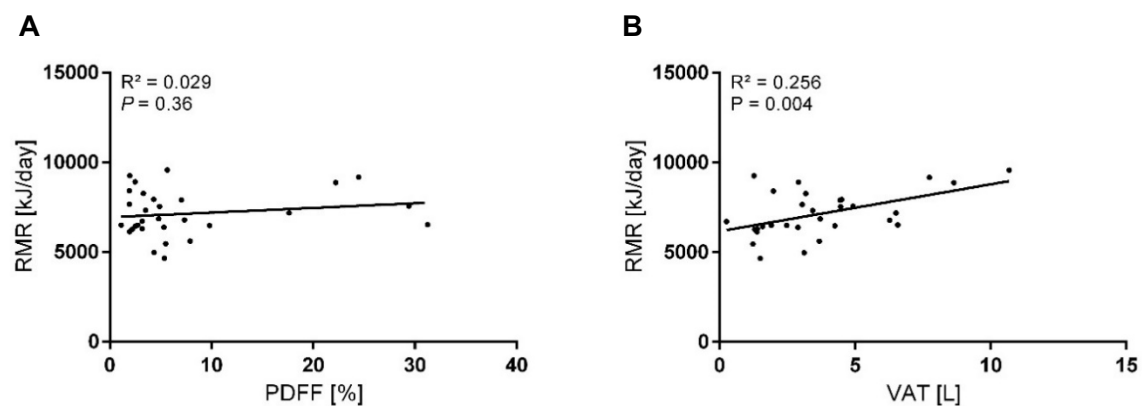 A
R² = 0.029
P = 0.36
RMR [kJ/day]
15000
10000
5000
0
0 10 20 30 40
PDFF [%]
B
R² = 0.256
P = 0.004
RMR [kJ/day]
15000
10000
5000
0
0 5 10 15
VAT [L]